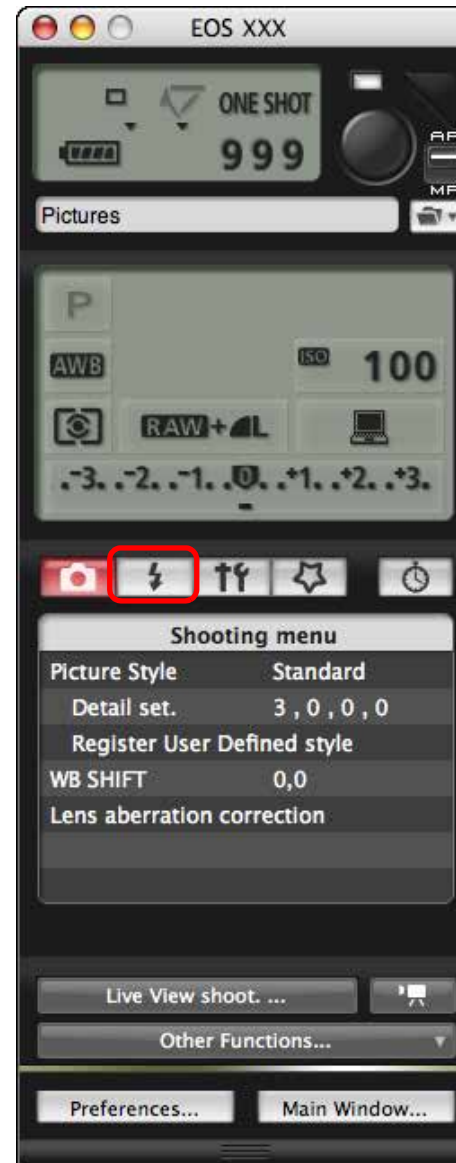 EOS XXX
ONE SHOT
999
AF
MF
Pictures
P
AWB
ISO 100
RAW+L
.-3. .-2. .-1. .0. .+1. .+2. .+3.
Shooting menu
Picture Style Standard
Detail set. 3 , 0 , 0 , 0
Register User Defined style
WB SHIFT 0,0
Lens aberration correction
Live View shoot. ...
Other Functions...
Preferences... Main Window...